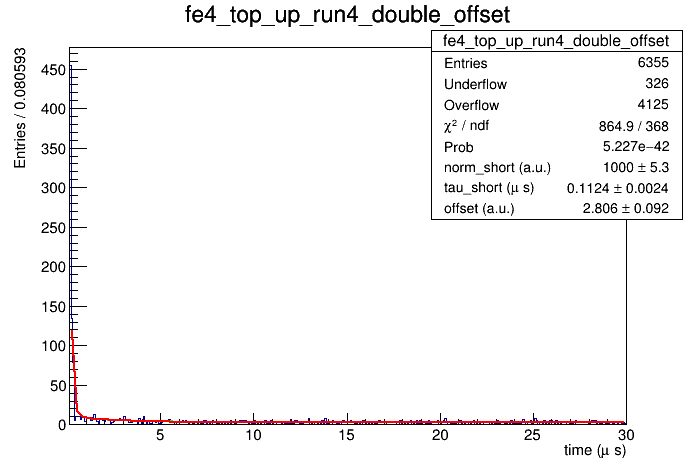 fe4_top_up_run4_double_offset
fe4_top_up_run4_double_offset
Entries 6355
Underflow 326
Overflow 4125
χ² / ndf 864.9 / 368
Prob 5.227e−42
norm_short (a.u.) 1000 ± 5.3
tau_short (μ s) 0.1124 ± 0.0024
offset (a.u.) 2.806 ± 0.092
Entries / 0.080593
450
400
350
300
250
200
150
100
50
0
5 10 15 20 25 30
time (μ s)